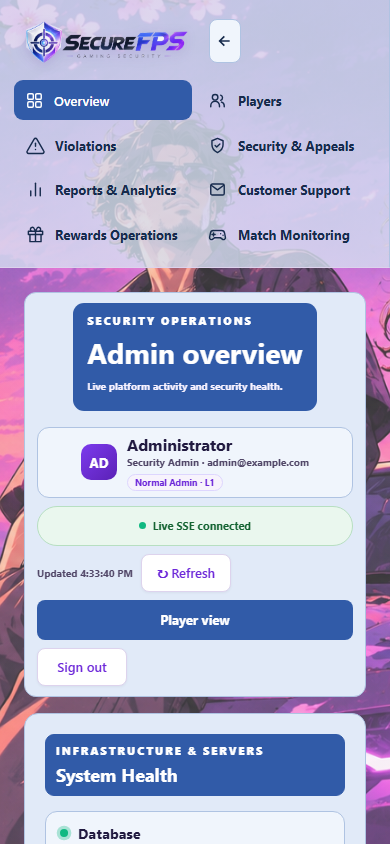 SECUREFPS
GAMING SECURITY
Overview
Players
Violations
Security & Appeals
Reports & Analytics
Customer Support
Rewards Operations
Match Monitoring
SECURITY OPERATIONS
Admin overview
Live platform activity and security health.
AD
Administrator
Security Admin · admin@example.com
Normal Admin · L1
Live SSE connected
Updated 4:33:40 PM
↻ Refresh
Player view
Sign out
INFRASTRUCTURE & SERVERS
System Health
Database